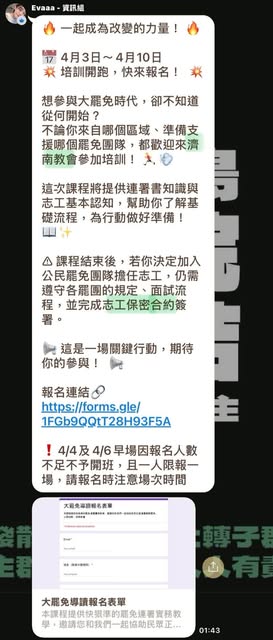 Evaaa - 資訊組
🔥 一起成為改變的力量！ 🔥
📅 4月3日～4月10日
💥 培訓開跑，快來報名！ 💥
想參與大罷免時代，卻不知道
從何開始？
不論你來自哪個區域、準備支
援哪個罷免團隊，都歡迎來濟
南教會參加培訓！🏃💨
這次課程將提供連署書知識與
志工基本認知，幫助你了解基
礎流程，為行動做好準備！
📖✨
⚠ 課程結束後，若你決定加入
公民罷免團隊擔任志工，仍需
遵守各罷團的規定、面試流
程，並完成志工保密合約簽
署。
📢 這是一場關鍵行動，期待
你的參與！ 📢
報名連結🔗
https://forms.gle/
1FGb9QQtT28H93F5A
❗ 4/4 及 4/6 早場因報名人數
不足不予開班，且一人限報一
場，請報名時注意場次時間
大罷免導讀報名表單
大罷免導讀報名表單
本課程提供快狠準的罷免連署實務教
學，邀請您和我們一起協助民眾正...
01:43